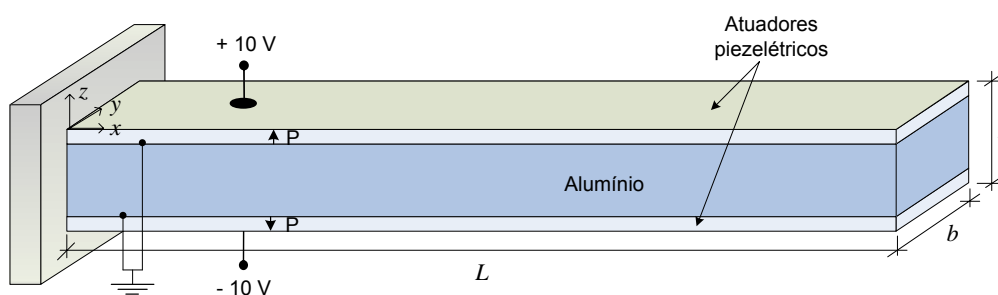 Atuadores
piezelétricos
+ 10 V
z
y
x
P
Alumínio
P
b
L
- 10 V